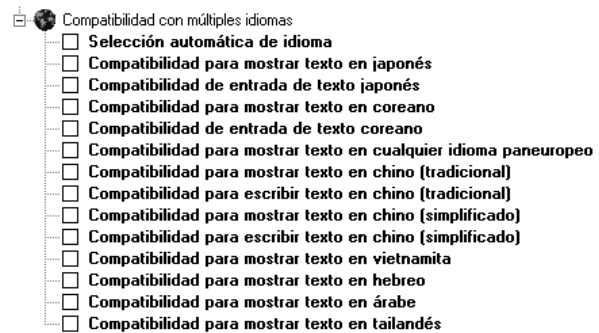 Compatibilidad con múltiples idiomas
Selección automática de idioma
Compatibilidad para mostrar texto en japonés
Compatibilidad de entrada de texto japonés
Compatibilidad para mostrar texto en coreano
Compatibilidad de entrada de texto coreano
Compatibilidad para mostrar texto en cualquier idioma paneuropeo
Compatibilidad para mostrar texto en chino (tradicional)
Compatibilidad para escribir texto en chino (tradicional)
Compatibilidad para mostrar texto en chino (simplificado)
Compatibilidad para escribir texto en chino (simplificado)
Compatibilidad para mostrar texto en vietnamita
Compatibilidad para mostrar texto en hebreo
Compatibilidad para mostrar texto en árabe
Compatibilidad para mostrar texto en tailandés